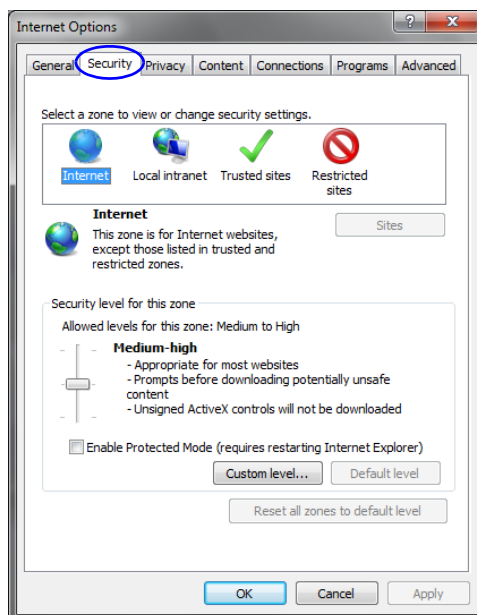 Internet Options
General Security Privacy Content Connections Programs Advanced
Select a zone to view or change security settings.
Internet Local intranet Trusted sites Restricted
sites
Internet
Sites
This zone is for Internet websites,
except those listed in trusted and
restricted zones.
Security level for this zone
Allowed levels for this zone: Medium to High
Medium-high
- Appropriate for most websites
- Prompts before downloading potentially unsafe
content
- Unsigned ActiveX controls will not be downloaded
Enable Protected Mode (requires restarting Internet Explorer)
Custom level... Default level
Reset all zones to default level
OK Cancel Apply